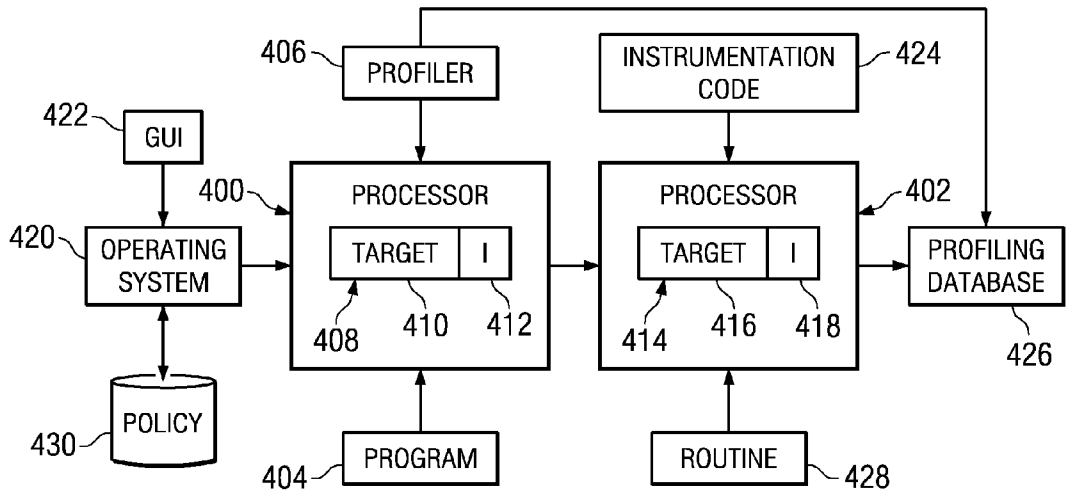 406
PROFILER
INSTRUMENTATION
CODE
424
422
GUI
400
PROCESSOR
PROCESSOR
402
420
OPERATING
SYSTEM
TARGET
I
TARGET
I
PROFILING
DATABASE
408
410
412
414
416
418
426
POLICY
430
404
PROGRAM
ROUTINE
428